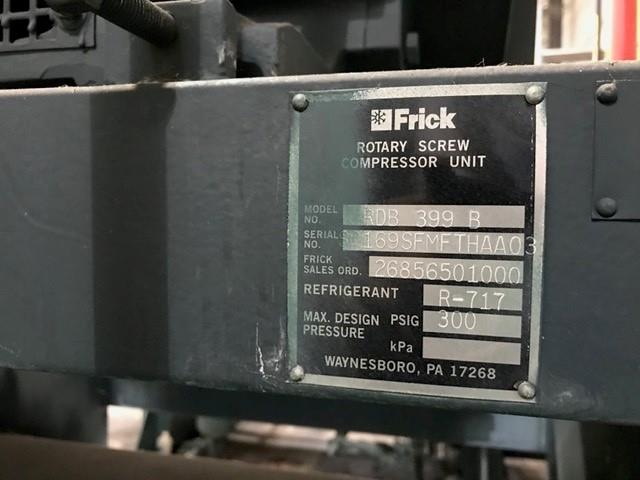 Frick
ROTARY SCREW
COMPRESSOR UNIT
MODEL NO. RDB 399 B
SERIAL NO. 169SFMFTHAA03
FRICK SALES ORD. 26856501000
REFRIGERANT R-717
MAX. DESIGN PRESSURE PSIG 300
kPa
WAYNESBORO, PA 17268